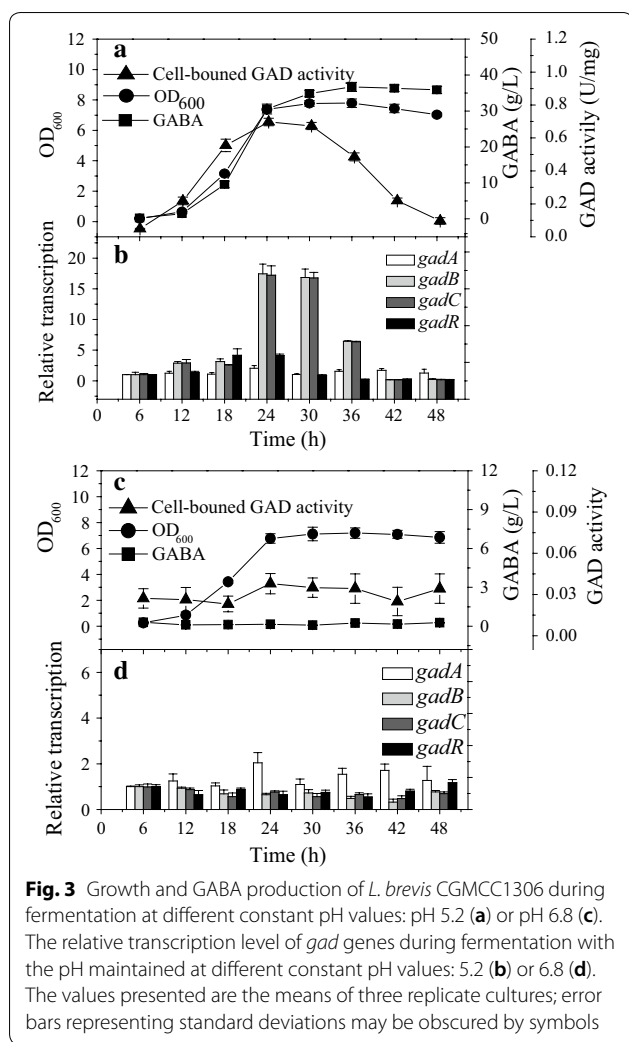 a
Cell-bouned GAD activity
OD600
GABA
OD600
12
10
8
6
4
2
0
GABA (g/L)
50
40
30
20
10
0
GAD activily (U/mg)
1.2
1.0
0.8
0.6
0.4
0.2
0.0
b
gadA
gadB
gadC
gadR
Relative transcription
20
15
10
5
0
0 6 12 18 24 30 36 42 48
Time (h)
c
Cell-bouned GAD activity
OD600
GABA
OD600
12
10
8
6
4
2
0
GABA (g/L)
12
9
6
3
0
GAD activity
0.12
0.09
0.06
0.03
0.00
d
gadA
gadB
gadC
gadR
Relative transcription
6
4
2
0
0 6 12 18 24 30 36 42 48
Time (h)
Fig. 3 Growth and GABA production of L. brevis CGMCC1306 during
fermentation at different constant pH values: pH 5.2 (a) or pH 6.8 (c).
The relative transcription level of gad genes during fermentation with
the pH maintained at different constant pH values: 5.2 (b) or 6.8 (d).
The values presented are the means of three replicate cultures; error
bars representing standard deviations may be obscured by symbols